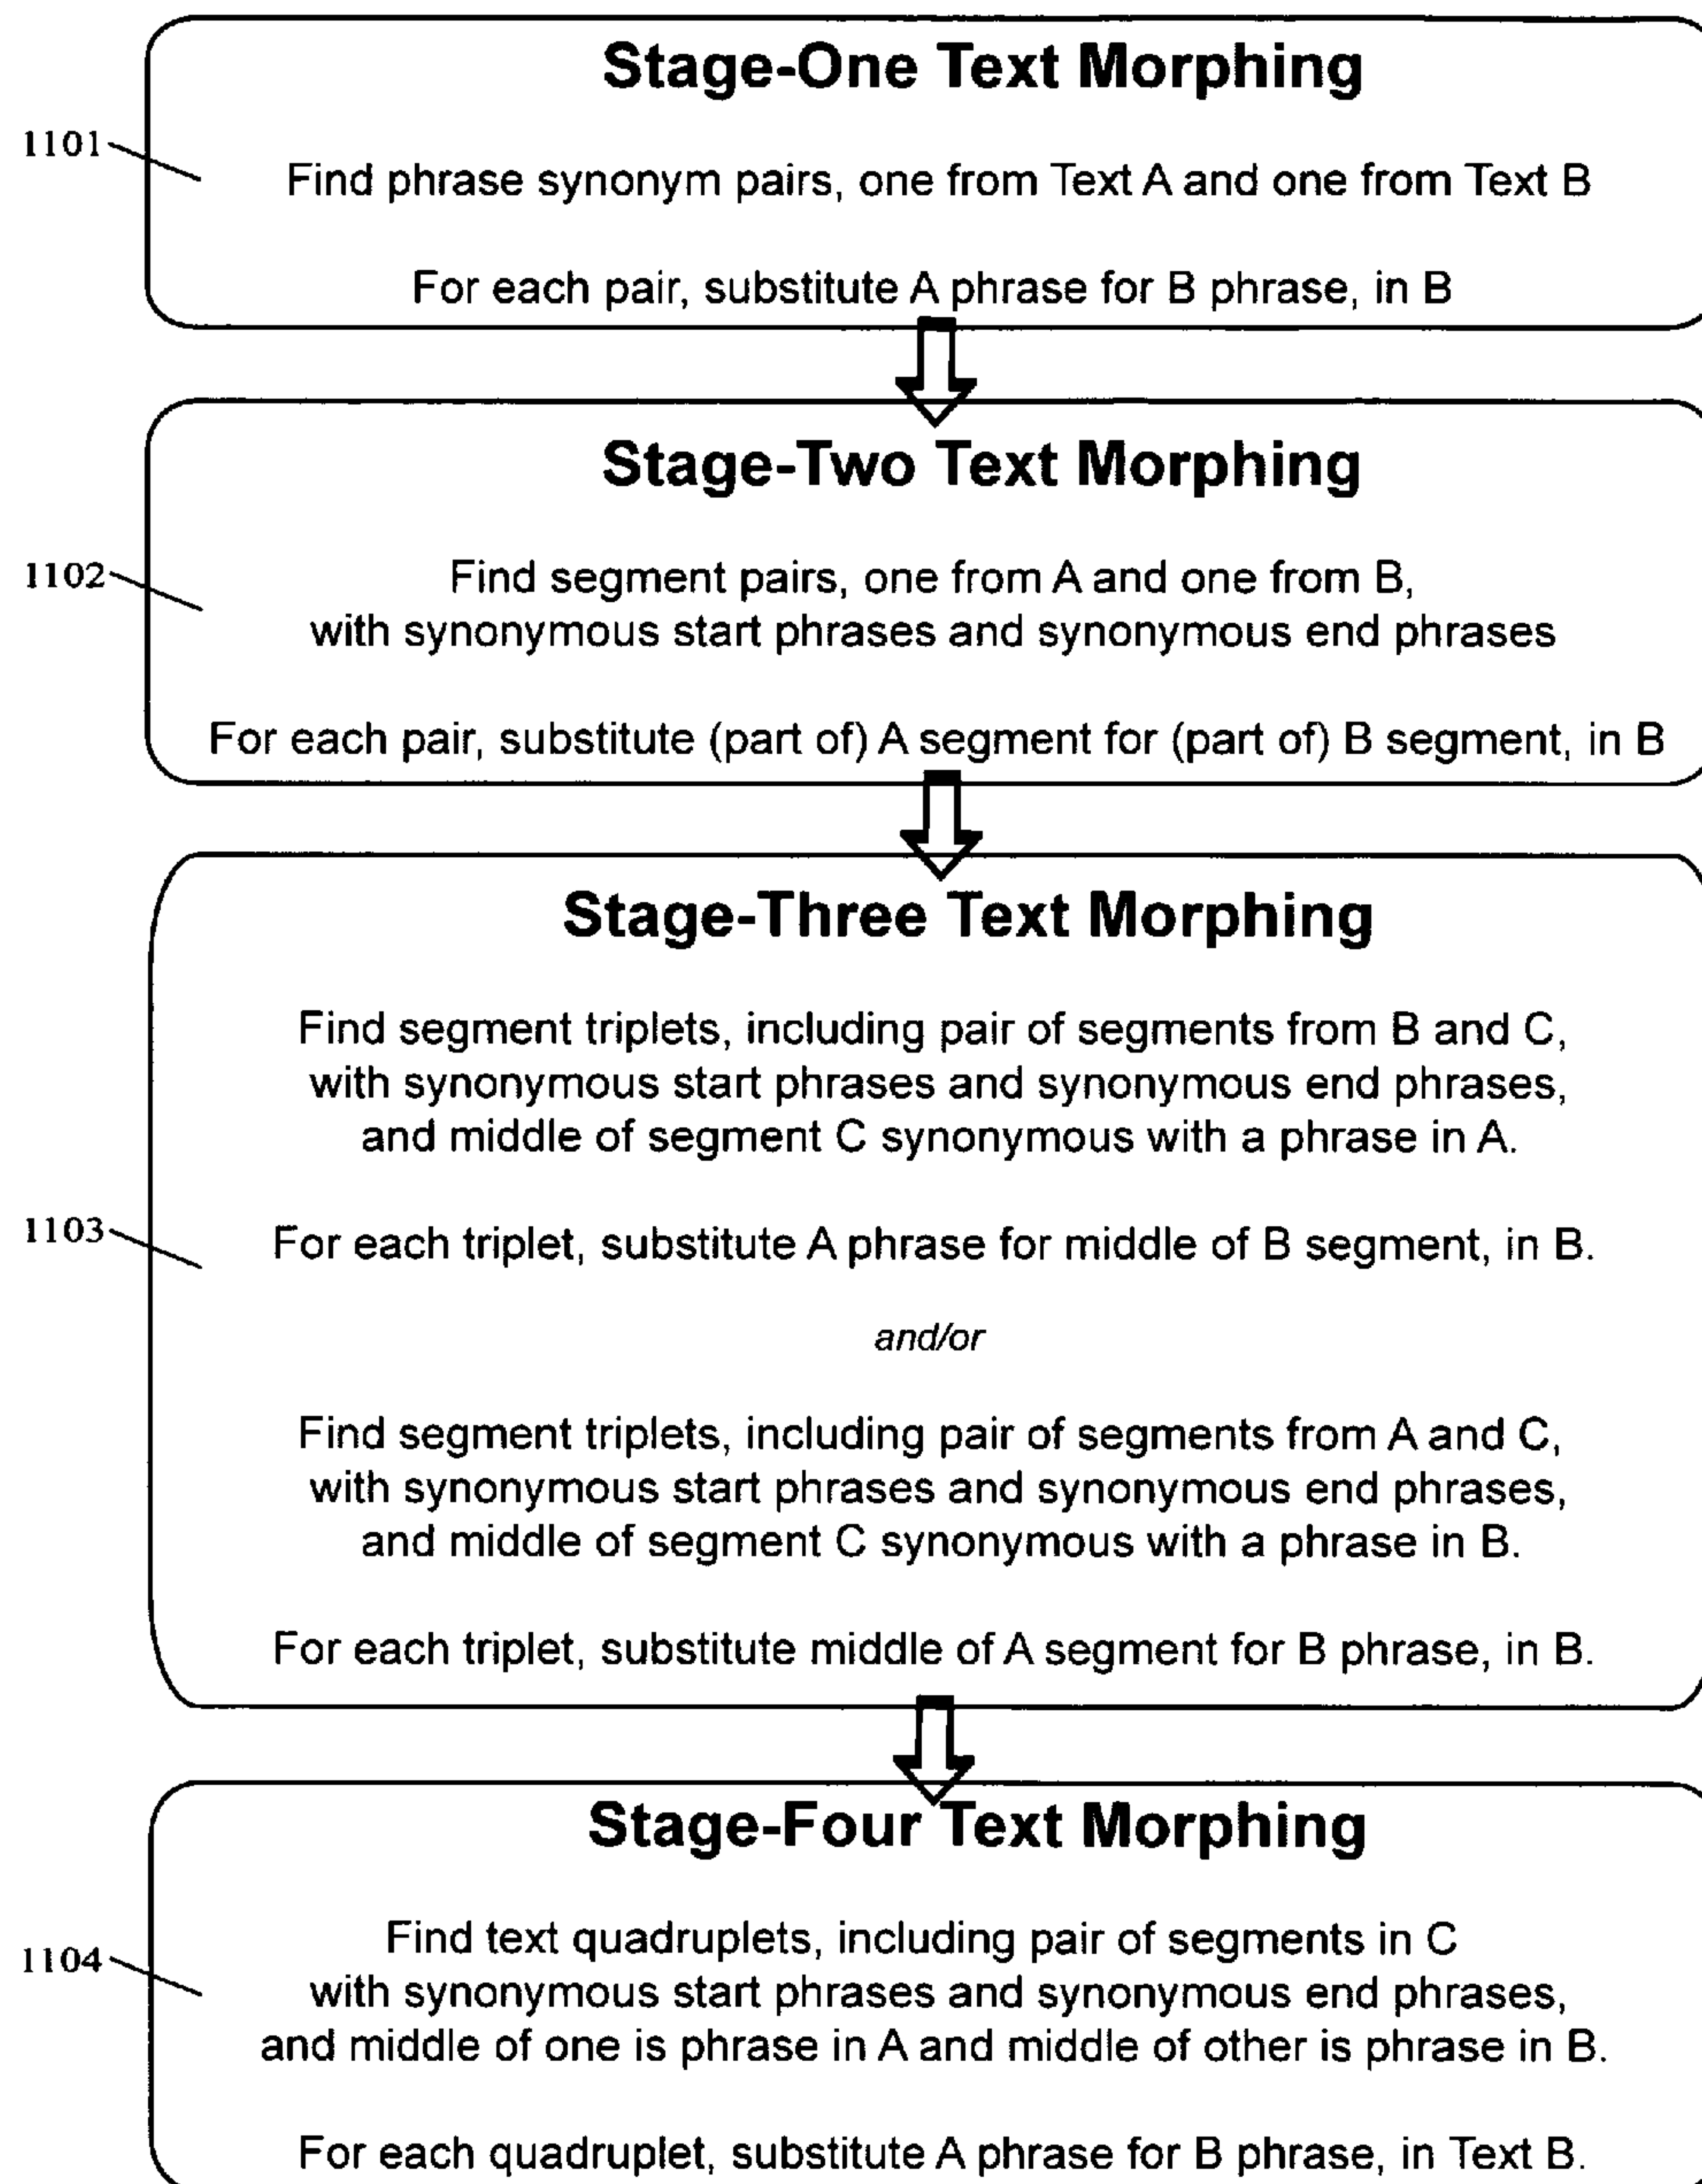 Stage-One Text Morphing
1101
Find phrase synonym pairs, one from Text A and one from Text B
For each pair, substitute A phrase for B phrase, in B
Stage-Two Text Morphing
1102
Find segment pairs, one from A and one from B,
with synonymous start phrases and synonymous end phrases
For each pair, substitute (part of) A segment for (part of) B segment, in B
Stage-Three Text Morphing
Find segment triplets, including pair of segments from B and C,
with synonymous start phrases and synonymous end phrases,
and middle of segment C synonymous with a phrase in A.
1103
For each triplet, substitute A phrase for middle of B segment, in B.
and/or
Find segment triplets, including pair of segments from A and C,
with synonymous start phrases and synonymous end phrases,
and middle of segment C synonymous with a phrase in B.
For each triplet, substitute middle of A segment for B phrase, in B.
Stage-Four Text Morphing
Find text quadruplets, including pair of segments in C
1104
with synonymous start phrases and synonymous end phrases,
and middle of one is phrase in A and middle of other is phrase in B.
For each quadruplet, substitute A phrase for B phrase, in Text B.